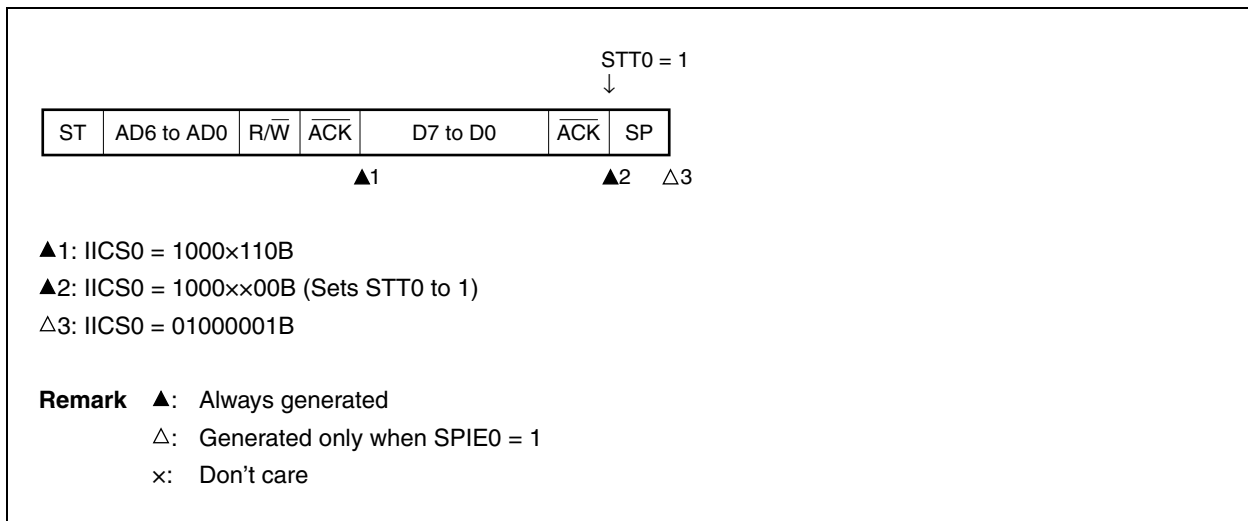 STT0 = 1
↓
ST AD6 to AD0 R/W̅ A̅C̅K̅ D7 to D0 A̅C̅K̅ SP
▲1 ▲2 △3
▲1: IICS0 = 1000×110B
▲2: IICS0 = 1000××00B (Sets STT0 to 1)
△3: IICS0 = 01000001B
Remark ▲: Always generated
△: Generated only when SPIE0 = 1
×: Don't care